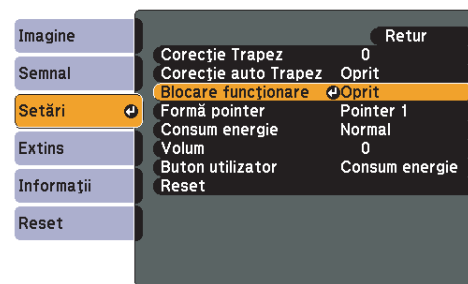 Imagine
Semnal
Setări
Extins
Informaţii
Reset
Retur
Corecţie Trapez 0
Corecţie auto Trapez Oprit
Blocare funcţionare Oprit
Formă pointer Pointer 1
Consum energie Normal
Volum 0
Buton utilizator Consum energie
Reset